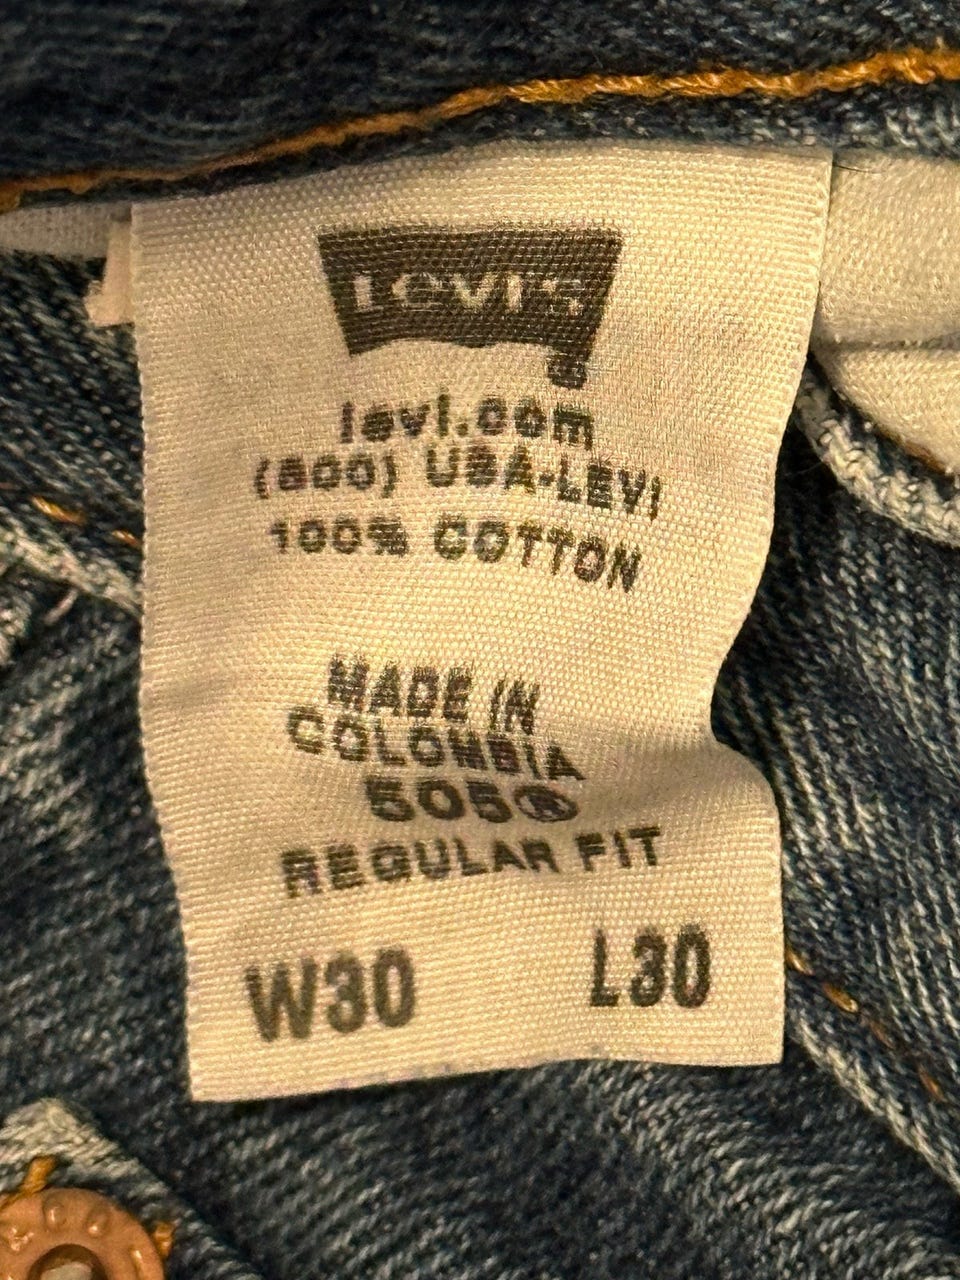 Levi's
levi.com
(800) USA-LEVI
100% COTTON
MADE IN
COLOMBIA
505®
REGULAR FIT
W30 L30